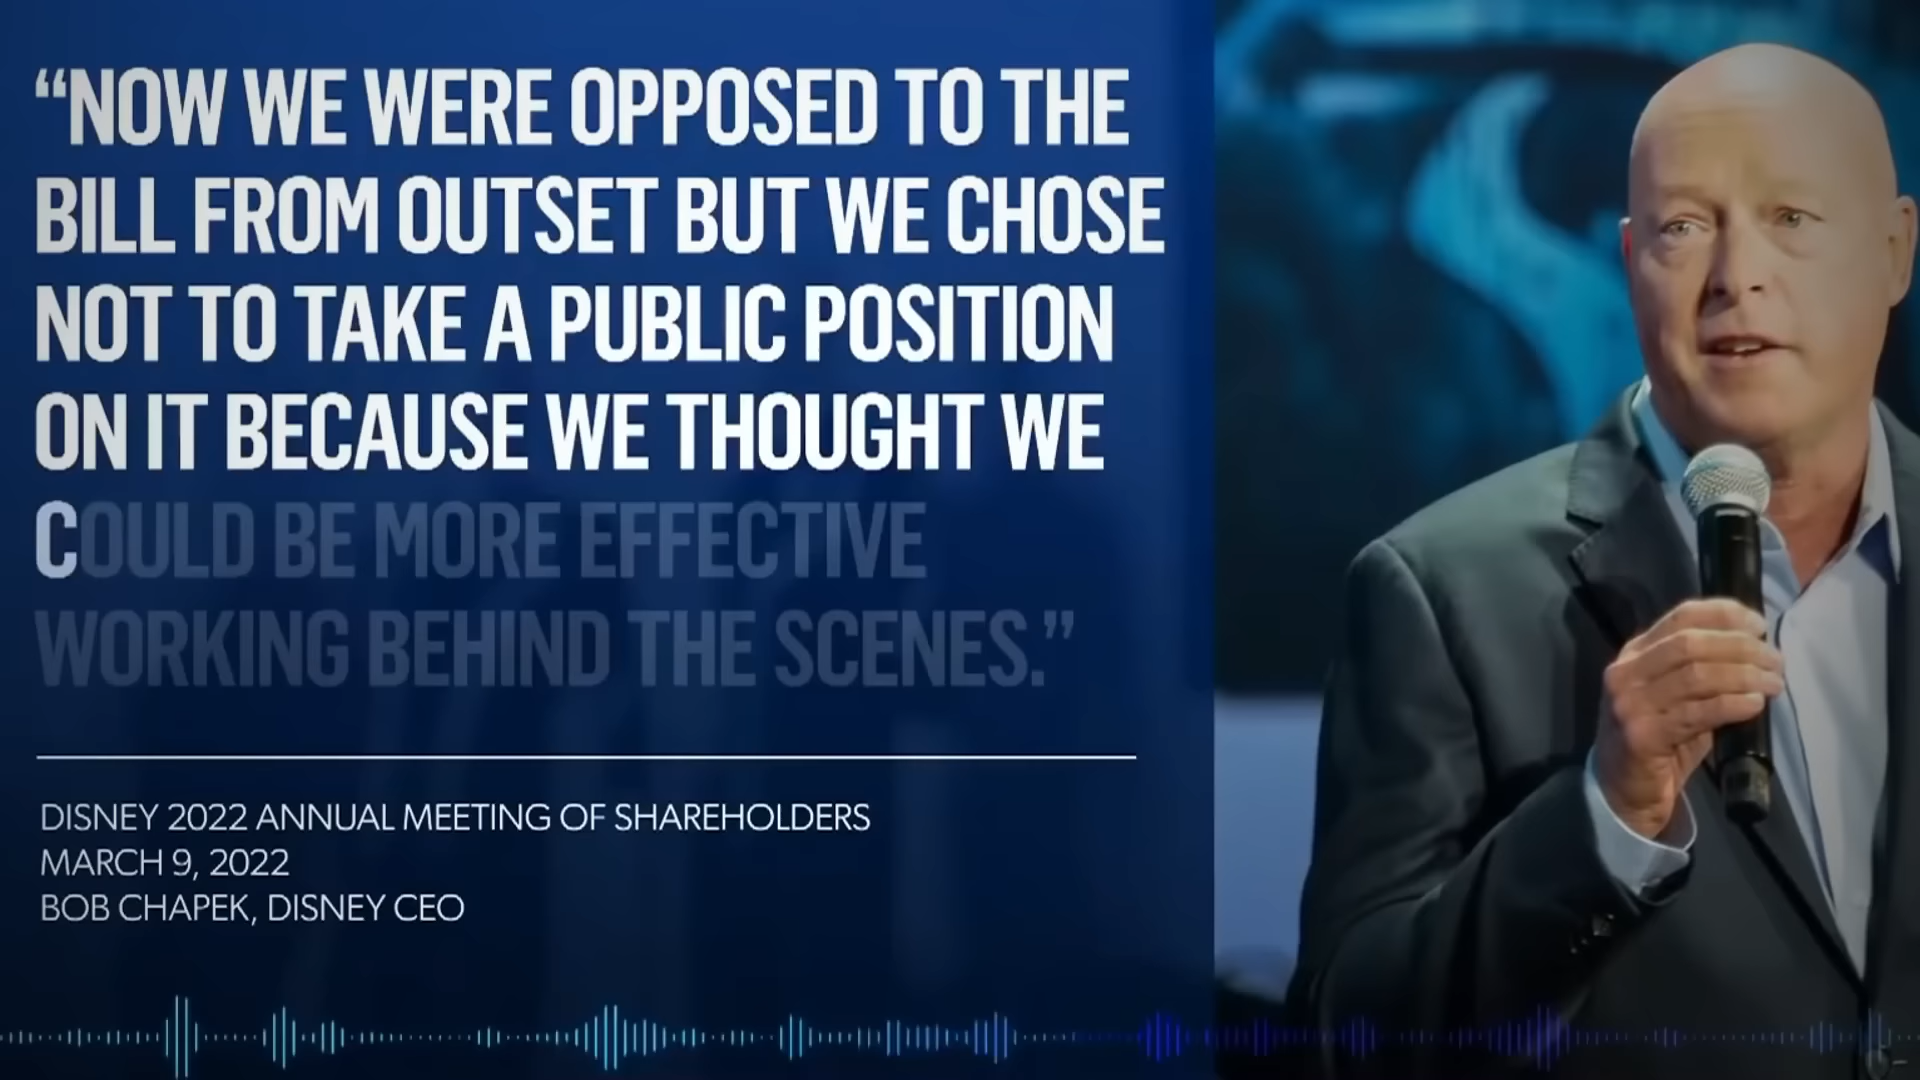 “NOW WE WERE OPPOSED TO THE
BILL FROM OUTSET BUT WE CHOSE
NOT TO TAKE A PUBLIC POSITION
ON IT BECAUSE WE THOUGHT WE
COULD BE MORE EFFECTIVE
WORKING BEHIND THE SCENES.”
DISNEY 2022 ANNUAL MEETING OF SHAREHOLDERS
MARCH 9, 2022
BOB CHAPEK, DISNEY CEO